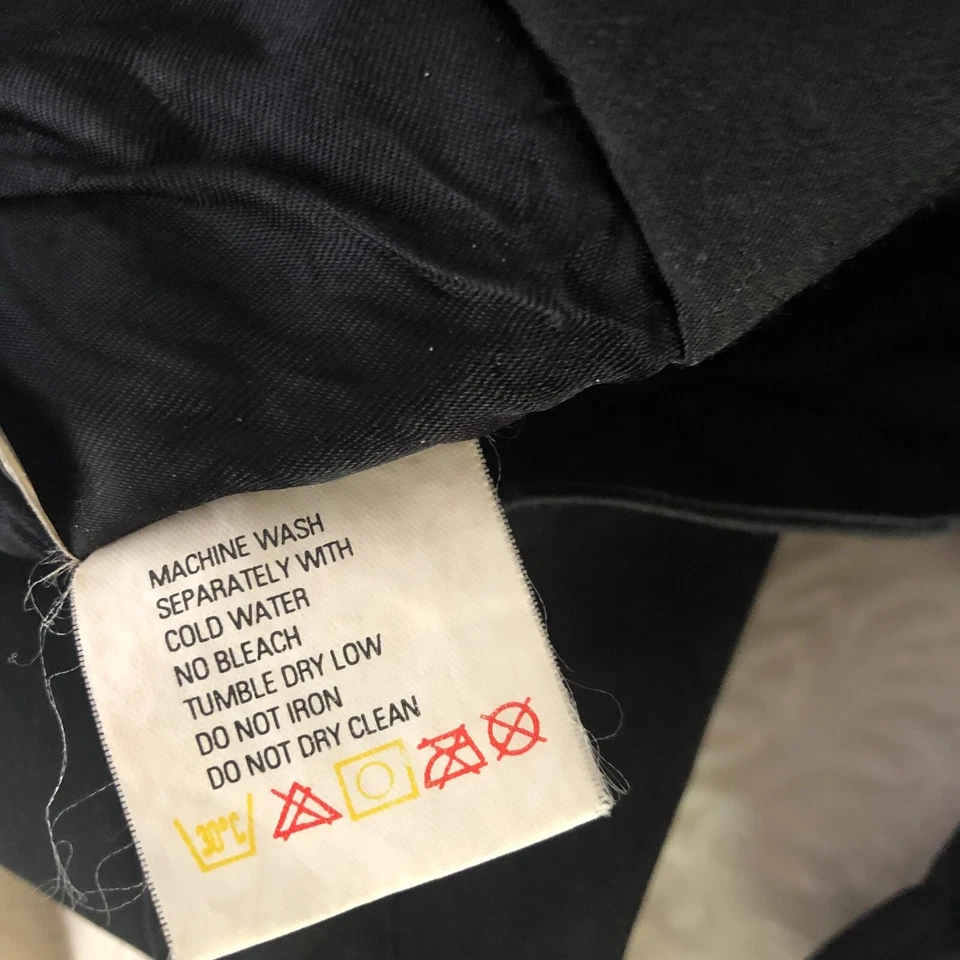 MACHINE WASH
SEPARATELY WITH
COLD WATER
NO BLEACH
TUMBLE DRY LOW
DO NOT IRON
DO NOT DRY CLEAN
30°C